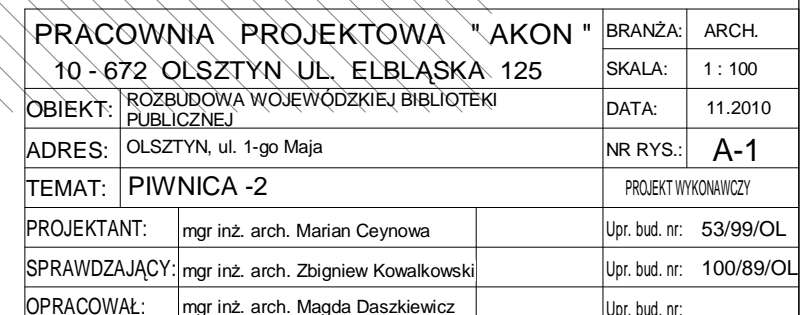 PRACOWNIA PROJEKTOWA " AKON " BRANŻA: ARCH.
10 - 672 OLSZTYN UL. ELBLĄSKA 125 SKALA: 1 : 100
OBIEKT: ROZBUDOWA WOJEWÓDZKIEJ BIBLIOTEKI
PUBLICZNEJ DATA: 11.2010
ADRES: OLSZTYN, ul. 1-go Maja NR RYS.: A-1
TEMAT: PIWNICA -2 PROJEKT WYKONAWCZY
PROJEKTANT: mgr inż. arch. Marian Ceynowa Upr. bud. nr: 53/99/OL
SPRAWDZAJĄCY: mgr inż. arch. Zbigniew Kowalkowski Upr. bud. nr: 100/89/OL
OPRACOWAŁ: mgr inż. arch. Magda Daszkiewicz Upr. bud. nr: